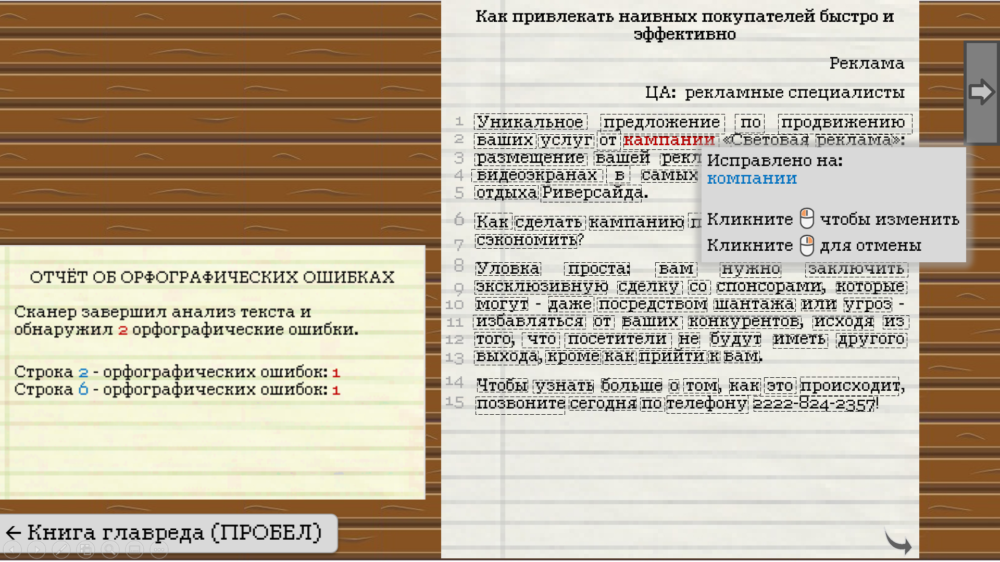 Как привлекать наивных покупателей быстро и
эффективно
Реклама
ЦА: рекламные специалисты
1 Уникальное предложение по продвижению
2 ваших услуг от кампании «Световая реклама»:
3 размещение вашей рекл
4 видеоэкранах в самых
5 отдыха Риверсайда.
6 Как сделать кампанию п
7 сэкономить?
8 Уловка проста: вам нужно заключить
9 эксклюзивную сделку со спонсорами, которые
10 могут - даже посредством шантажа или угроз -
11 избавляться от ваших конкурентов, исходя из
12 того, что посетители не будут иметь другого
13 выхода, кроме как прийти к вам.
14 Чтобы узнать больше о том, как это происходит,
15 позвоните сегодня по телефону 2222-824-2357!
Исправлено на:
компании
Кликните чтобы изменить
Кликните для отмены
ОТЧЁТ ОБ ОРФОГРАФИЧЕСКИХ ОШИБКАХ
Сканер завершил анализ текста и
обнаружил 2 орфографические ошибки.
Строка 2 - орфографических ошибок: 1
Строка 6 - орфографических ошибок: 1
← Книга главреда (ПРОБЕЛ)